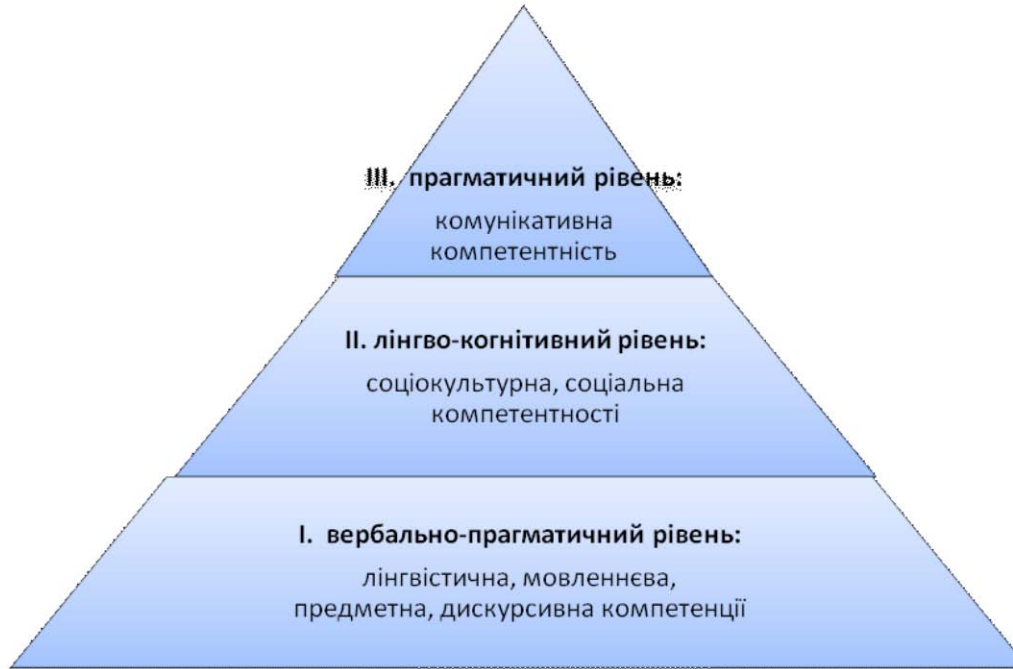 III. прагматичний рівень:
комунікативна
компетентність
II. лінгво-когнітивний рівень:
соціокультурна, соціальна
компетентності
I. вербально-прагматичний рівень:
лінгвістична, мовленнєва,
предметна, дискурсивна компетенції